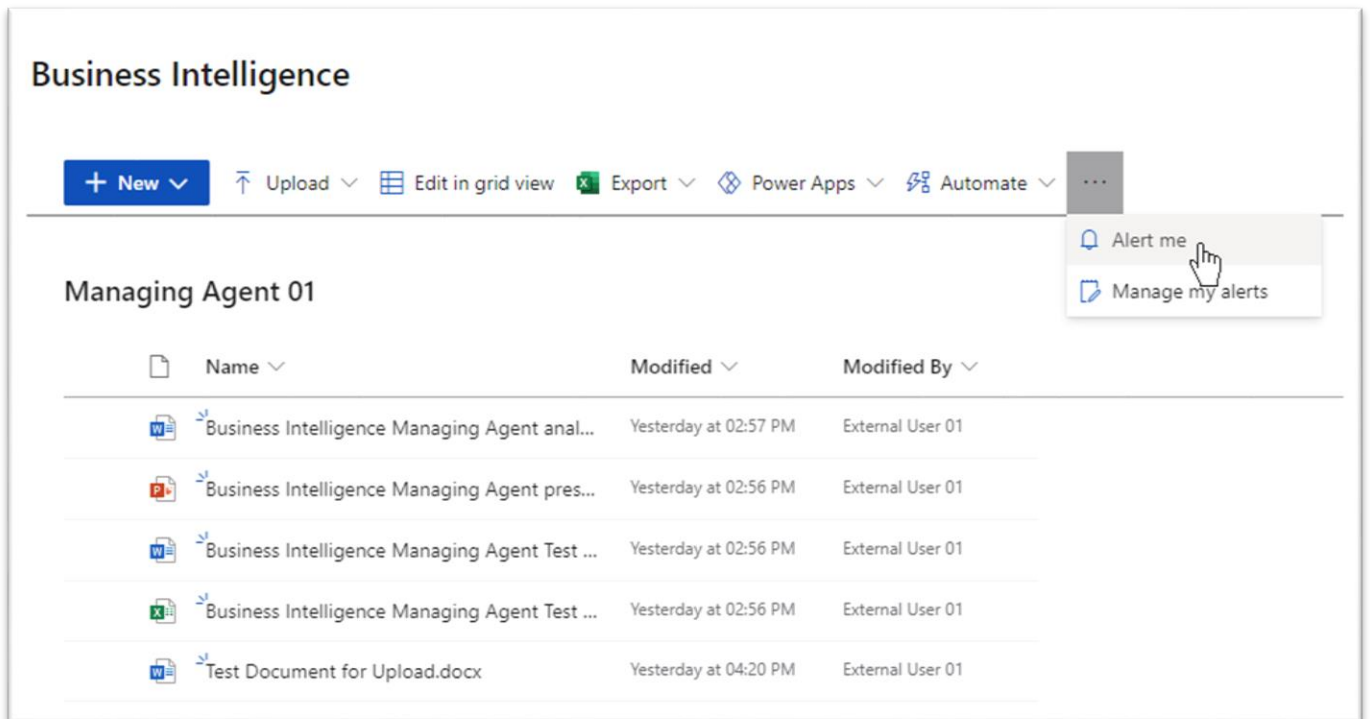 Business Intelligence
New Upload Edit in grid view Export Power Apps Automate ...
Alert me
Manage my alerts
Managing Agent 01
Name Modified Modified By
Business Intelligence Managing Agent anal... Yesterday at 02:57 PM External User 01
Business Intelligence Managing Agent pres... Yesterday at 02:56 PM External User 01
Business Intelligence Managing Agent Test ... Yesterday at 02:56 PM External User 01
Business Intelligence Managing Agent Test ... Yesterday at 02:56 PM External User 01
Test Document for Upload.docx Yesterday at 04:20 PM External User 01